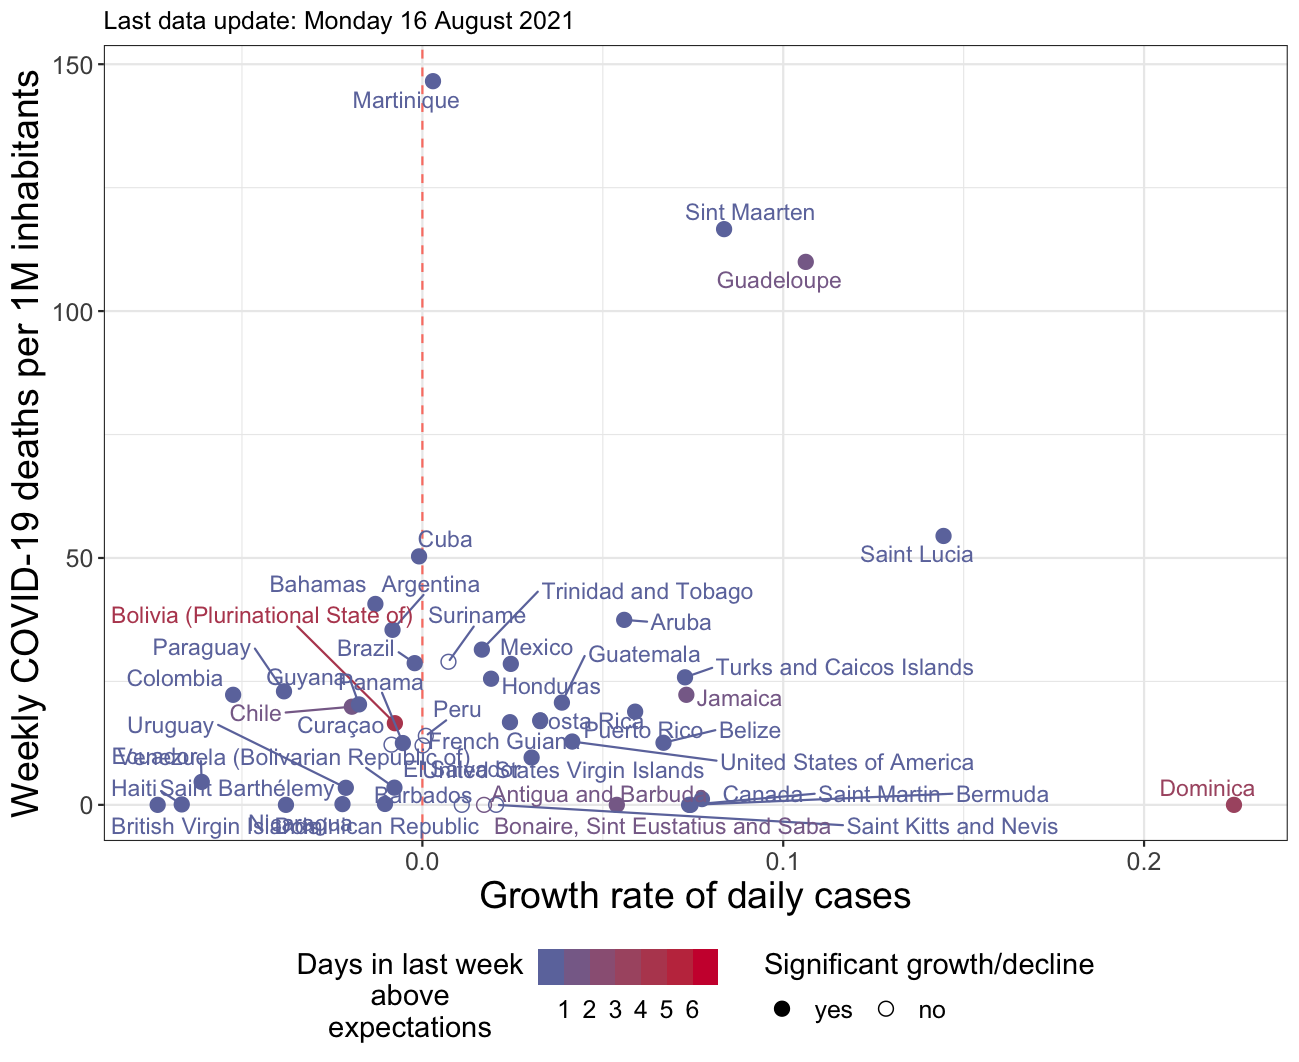 Last data update: Monday 16 August 2021
Weekly COVID-19 deaths per 1M inhabitants
150
100
50
0
Martinique
Sint Maarten
Guadeloupe
Cuba
Saint Lucia
Bahamas
Argentina
Trinidad and Tobago
Bolivia (Plurinational State of)
Suriname
Aruba
Paraguay
Brazil
Mexico
Guatemala
Turks and Caicos Islands
Colombia
Guyana
Panama
Honduras
Jamaica
Chile
Peru
Uruguay
Curaçao
Costa Rica
Puerto Rico
Belize
French Guiana
Ecuador
Venezuela (Bolivarian Republic of)
El Salvador
United States Virgin Islands
United States of America
Haiti
Saint Barthélemy
Barbados
Antigua and Barbuda
Canada
Saint Martin
Bermuda
Dominica
British Virgin Islands
Nicaragua
Dominican Republic
Bonaire, Sint Eustatius and Saba
Saint Kitts and Nevis
0.0
0.1
0.2
Growth rate of daily cases
Days in last week
above
expectations
1 2 3 4 5 6
Significant growth/decline
yes
no